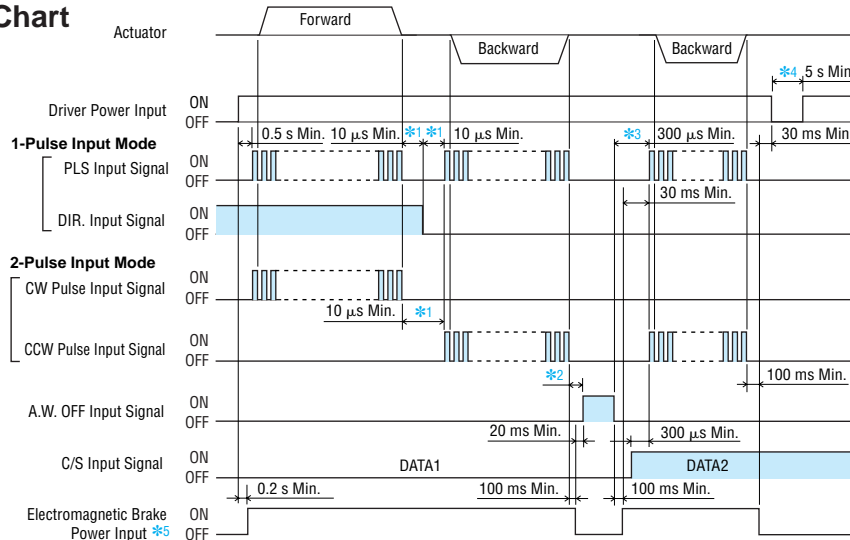 Chart
Actuator
Forward
Backward
Backward
✻4 5 s Min
Driver Power Input ON
OFF
1-Pulse Input Mode
0.5 s Min. 10 μs Min. ✻1 ✻1 10 μs Min. ✻3 300 μs Min. 30 ms Min
PLS Input Signal ON
OFF
30 ms Min.
DIR. Input Signal ON
OFF
2-Pulse Input Mode
CW Pulse Input Signal ON
OFF
10 μs Min. ✻1
CCW Pulse Input Signal ON
OFF
✻2 100 ms Min.
A.W. OFF Input Signal ON
OFF
20 ms Min. 300 μs Min.
C/S Input Signal ON
OFF
DATA1 DATA2
0.2 s Min. 100 ms Min. 100 ms Min.
Electromagnetic Brake ON
Power Input ✻5 OFF